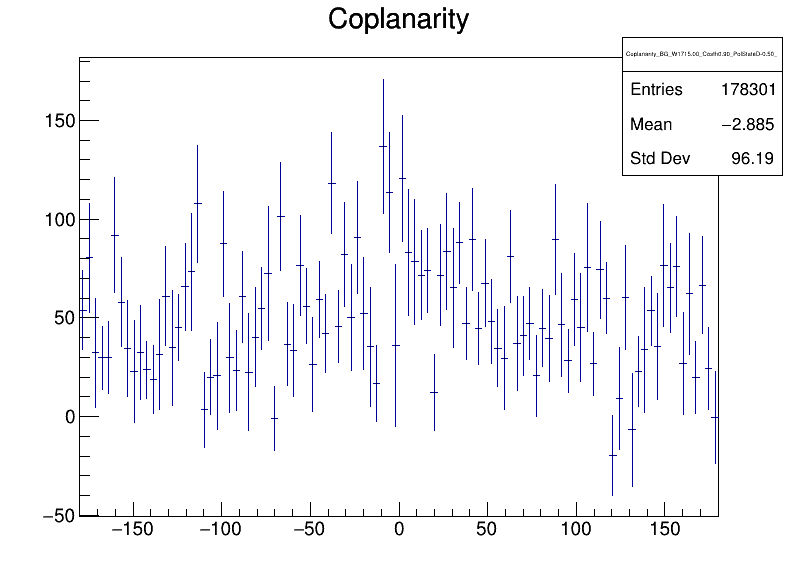 Coplanarity
Coplanarity_BG_W1715.00_Costh0.90_PolStateD-0.50_
Entries 178301
Mean −2.885
Std Dev 96.19
150
100
50
0
−50
−150 −100 −50 0 50 100 150